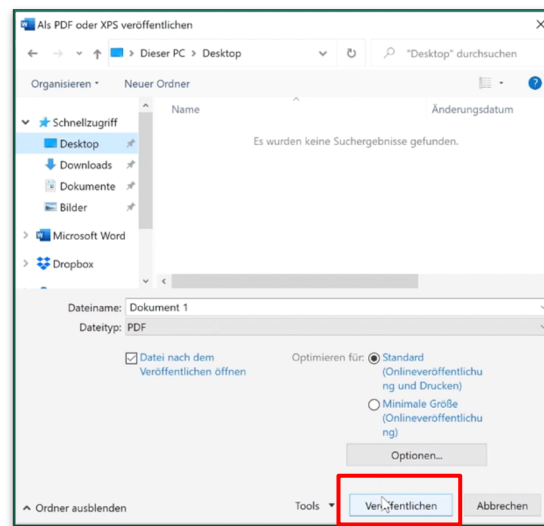 Als PDF oder XPS veröffentlichen
Dieser PC > Desktop
"Desktop" durchsuchen
Organisieren
Neuer Ordner
Name
Änderungsdatum
Schnellzugriff
Desktop
Es wurden keine Suchergebnisse gefunden.
Downloads
Dokumente
Bilder
Microsoft Word
Dropbox
Dateiname: Dokument 1
Dateityp: PDF
Datei nach dem
Veröffentlichen öffnen
Optimieren für:
Standard
(Onlineveröffentlichu
ng und Drucken)
Minimale Größe
(Onlineveröffentlichu
ng)
Optionen...
Ordner ausblenden
Tools
Veröffentlichen
Abbrechen